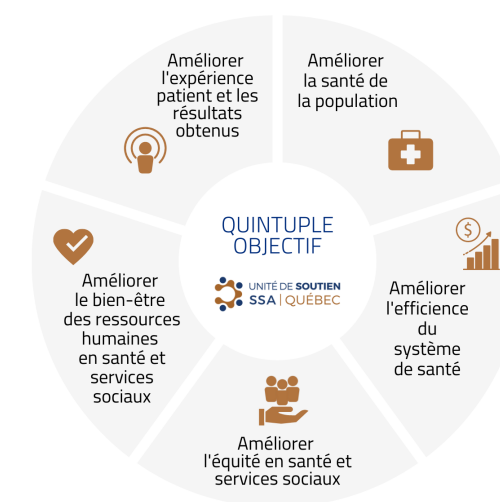 Améliorer
l'expérience
patient et les
résultats
obtenus
Améliorer
la santé de
la population
QUINTUPLE
OBJECTIF
UNITÉ DE SOUTIEN
SSA | QUÉBEC
$
Améliorer
l'efficience
du
système
de santé
Améliorer
le bien-être
des ressources
humaines
en santé et
services
sociaux
Améliorer
l'équité en santé et
services sociaux